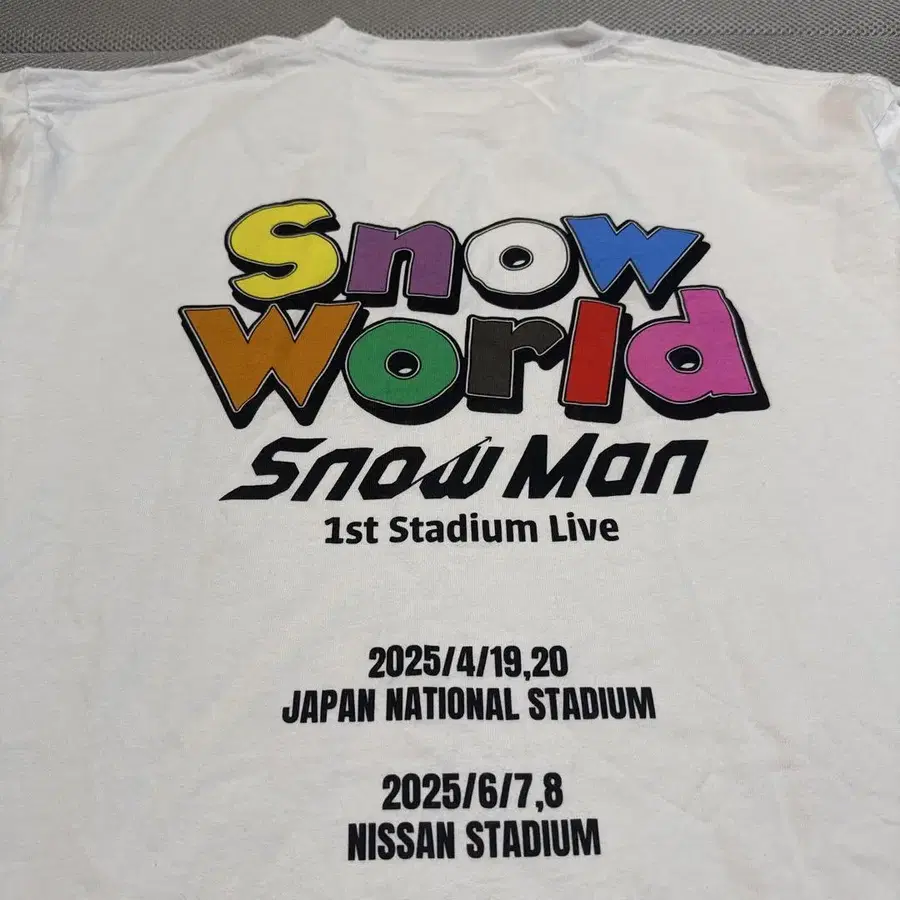 Snow
World
Snow Man
1st Stadium Live
2025/4/19,20
JAPAN NATIONAL STADIUM
2025/6/7,8
NISSAN STADIUM